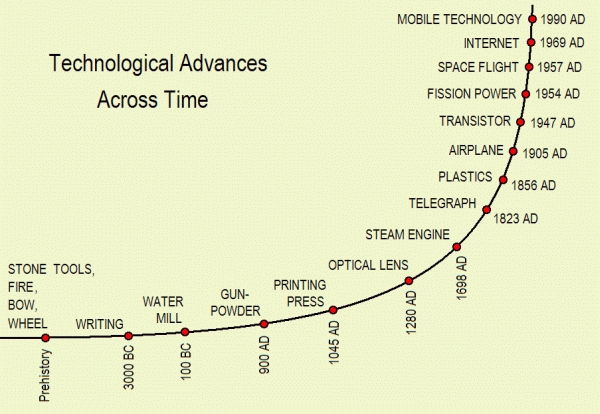 Technological Advances
Across Time
STONE TOOLS,
FIRE,
BOW,
WHEEL
Prehistory
WRITING
3000 BC
WATER
MILL
100 BC
GUN-
POWDER
900 AD
PRINTING
PRESS
1045 AD
OPTICAL LENS
1280 AD
STEAM ENGINE
1698 AD
TELEGRAPH
1823 AD
PLASTICS
1856 AD
AIRPLANE
1905 AD
TRANSISTOR
1947 AD
FISSION POWER
1954 AD
SPACE FLIGHT
1957 AD
INTERNET
1969 AD
MOBILE TECHNOLOGY
1990 AD